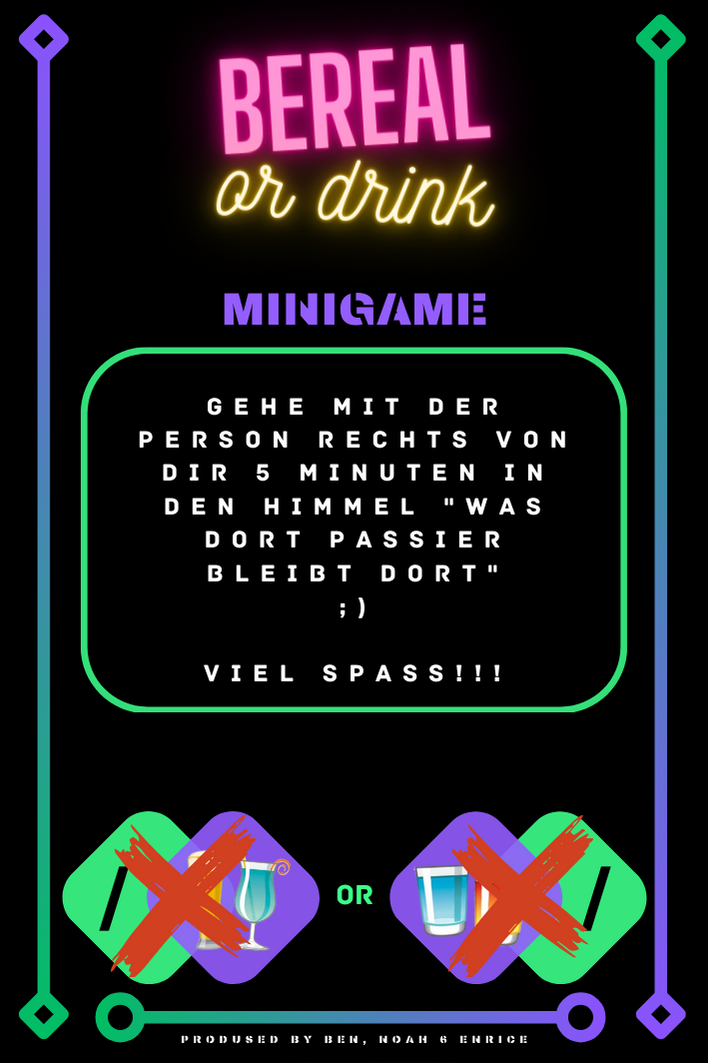 BEREAL
or drink
MINIGAME
GEHE MIT DER
PERSON RECHTS VON
DIR 5 MINUTEN IN
DEN HIMMEL "WAS
DORT PASSIER
BLEIBT DORT"
;)
VIEL SPASS!!!
/ OR /
PRODUSED BY BEN, NOAH & ENRICE